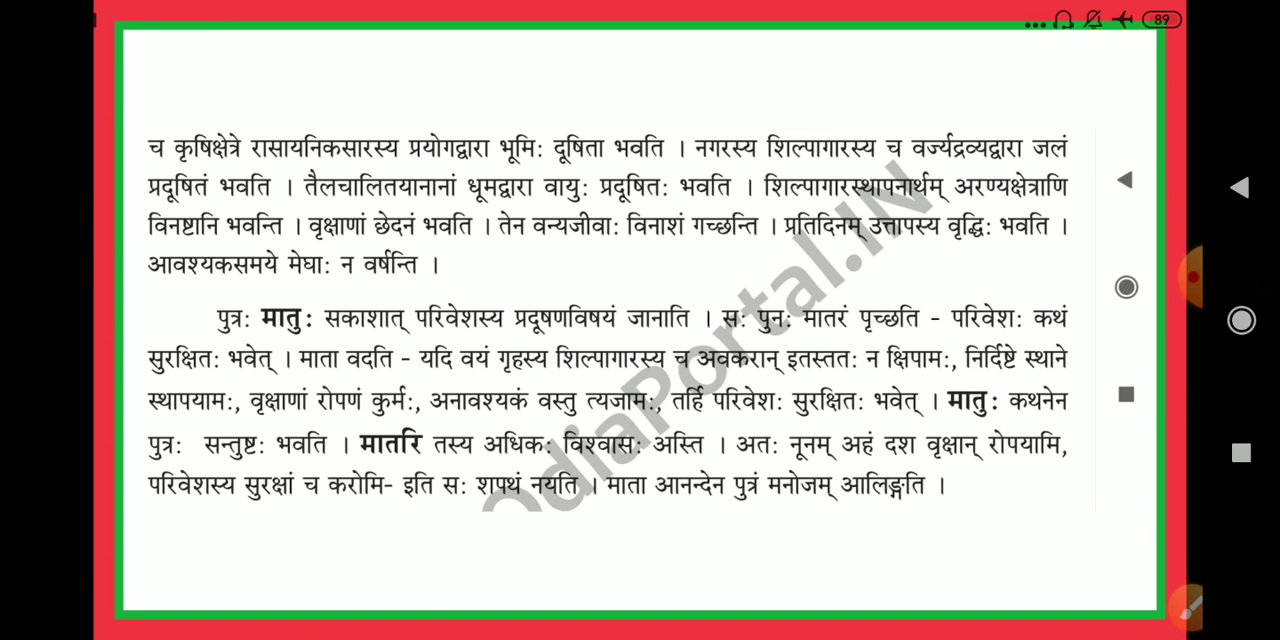 89
च कृषिक्षेत्रे रासायनिकसारस्य प्रयोगद्वारा भूमिः दूषिता भवति । नगरस्य शिल्पागारस्य च वर्ज्यद्रव्यद्वारा जलं
प्रदूषितं भवति । तैलचालितयानानां धूमद्वारा वायुः प्रदूषितः भवति । शिल्पागारस्थापनार्थम् अरण्यक्षेत्राणि
विनष्टानि भवन्ति । वृक्षाणां छेदनं भवति । तेन वन्यजीवाः विनाशं गच्छन्ति । प्रतिदिनम् उत्तापस्य वृद्धिः भवति ।
आवश्यकसमये मेघाः न वर्षन्ति ।
पुत्रः मातुः सकाशात् परिवेशस्य प्रदूषणविषयं जानाति । सः पुनः मातरं पृच्छति - परिवेशः कथं
सुरक्षितः भवेत् । माता वदति - यदि वयं गृहस्य शिल्पागारस्य च अवकरान् इतस्ततः न क्षिपामः, निर्दिष्टे स्थाने
स्थापयामः, वृक्षाणां रोपणं कुर्मः, अनावश्यकं वस्तु त्यजामः, तर्हि परिवेशः सुरक्षितः भवेत् । मातुः कथनेन
पुत्रः सन्तुष्टः भवति । मातरि तस्य अधिकः विश्वासः अस्ति । अतः नूनम् अहं दश वृक्षान् रोपयामि,
परिवेशस्य सुरक्षां च करोमि- इति सः शपथं नयति । माता आनन्देन पुत्रं मनोजम् आलिङ्गति ।
OdiaPortal.IN